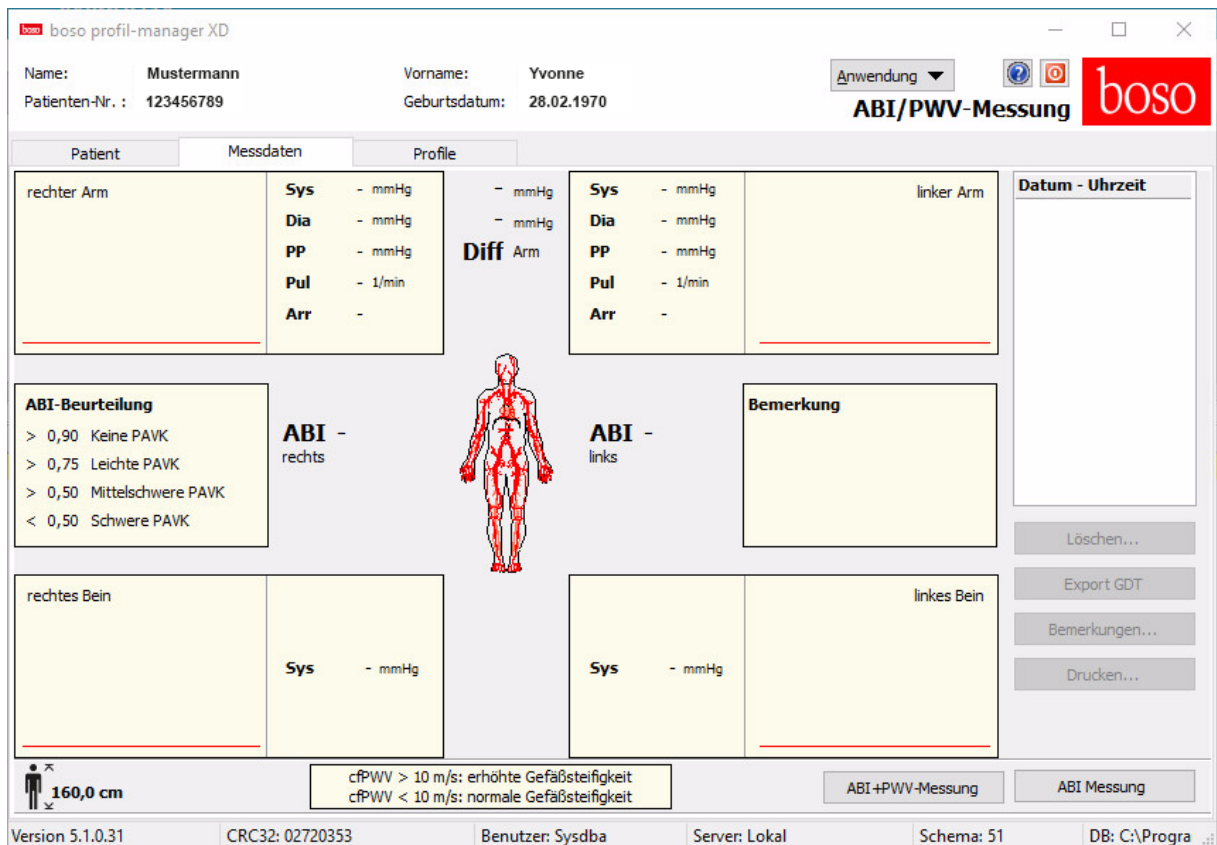 boso boso profil-manager XD
Name: Mustermann Vorname: Yvonne Anwendung
Patienten-Nr. : 123456789 Geburtsdatum: 28.02.1970 ABI/PWV-Messung boso
Patient Messdaten Profile
rechter Arm Sys - mmHg - mmHg Sys - mmHg linker Arm Datum - Uhrzeit
Dia - mmHg - mmHg Dia - mmHg
PP - mmHg Diff Arm PP - mmHg
Pul - 1/min Pul - 1/min
Arr - Arr -
ABI-Beurteilung Bemerkung
> 0,90 Keine PAVK ABI - ABI -
> 0,75 Leichte PAVK rechts links
> 0,50 Mittelschwere PAVK
< 0,50 Schwere PAVK
Löschen...
Export GDT
rechtes Bein linkes Bein
Bemerkungen...
Sys - mmHg Sys - mmHg Drucken...
160,0 cm cfPWV > 10 m/s: erhöhte Gefäßsteifigkeit ABI+PWV-Messung ABI Messung
cfPWV < 10 m/s: normale Gefäßsteifigkeit
Version 5.1.0.31 CRC32: 02720353 Benutzer: Sysdba Server: Lokal Schema: 51 DB: C:\Progra